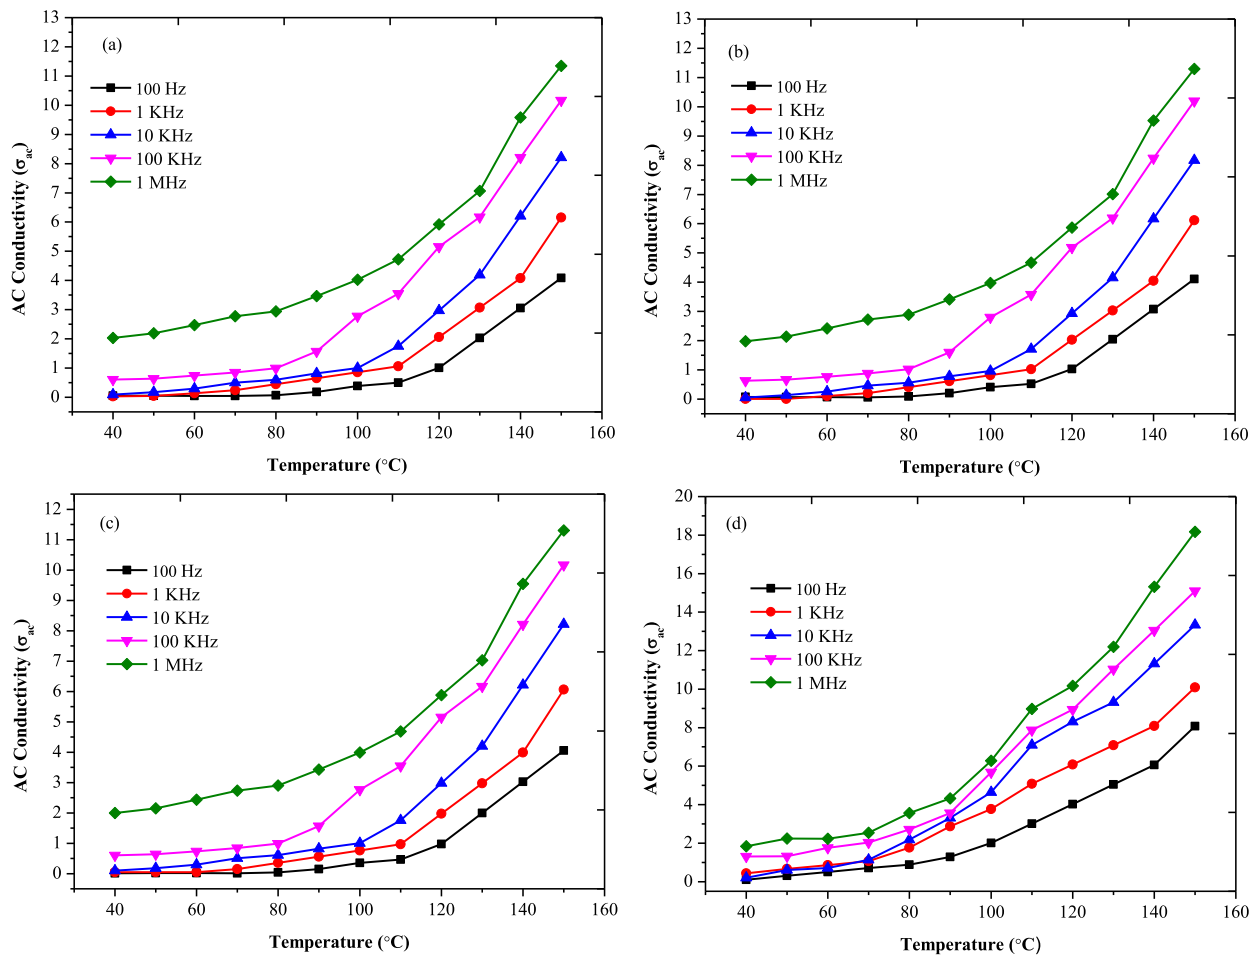 (a)
100 Hz
1 KHz
10 KHz
100 KHz
1 MHz
AC Conductivity (σac)
13
12
11
10
9
8
7
6
5
4
3
2
1
0
40 60 80 100 120 140 160
Temperature (°C)
(b)
100 Hz
1 KHz
10 KHz
100 KHz
1 MHz
AC Conductivity (σac)
13
12
11
10
9
8
7
6
5
4
3
2
1
0
40 60 80 100 120 140 160
Temperature (°C)
(c)
100 Hz
1 KHz
10 KHz
100 KHz
1 MHz
AC Conductivity (σac)
12
11
10
9
8
7
6
5
4
3
2
1
0
40 60 80 100 120 140 160
Temperature (°C)
(d)
100 Hz
1 KHz
10 KHz
100 KHz
1 MHz
AC Conductivity (σac)
20
18
16
14
12
10
8
6
4
2
0
40 60 80 100 120 140 160
Temperature (°C)